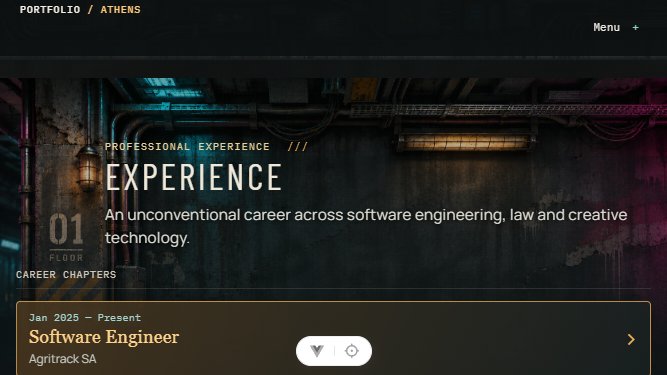 PORTFOLIO / ATHENS
Menu +
PROFESSIONAL EXPERIENCE ///
EXPERIENCE
An unconventional career across software engineering, law and creative
technology.
01
FLOOR
CAREER CHAPTERS
Jan 2025 — Present
Software Engineer
Agritrack SA